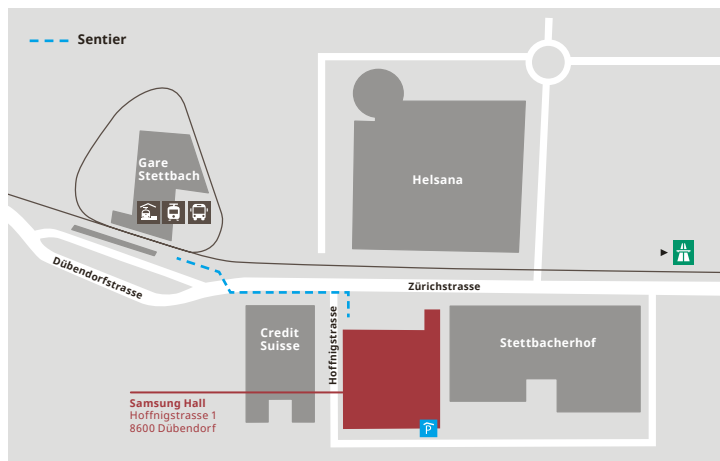 Sentier
Gare
Stettbach
Helsana
Dübendorfstrasse
Zürichstrasse
Hoffnigstrasse
Credit
Suisse
Stettbacherhof
Samsung Hall
Hoffnigstrasse 1
8600 Dübendorf
P